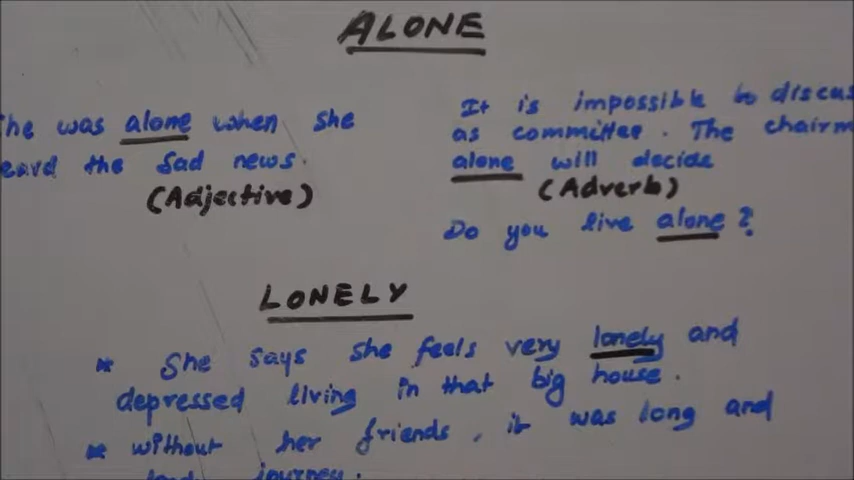 ALONE
he was alone when she
eard the sad news.
(Adjective)
It is impossible to discus
as committee. The chairm
alone will decide
(Adverb)
Do you live alone?
LONELY
* She says she feels very lonely and
depressed living in that big house.
* without her friends, it was long and
journey.